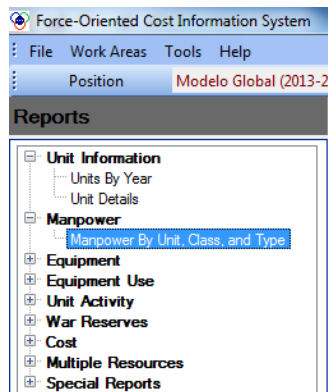 Force-Oriented Cost Information System
File Work Areas Tools Help
Position Modelo Global (2013-2
Reports
Unit Information
Units By Year
Unit Details
Manpower
Manpower By Unit, Class, and Type
Equipment
Equipment Use
Unit Activity
War Reserves
Cost
Multiple Resources
Special Reports